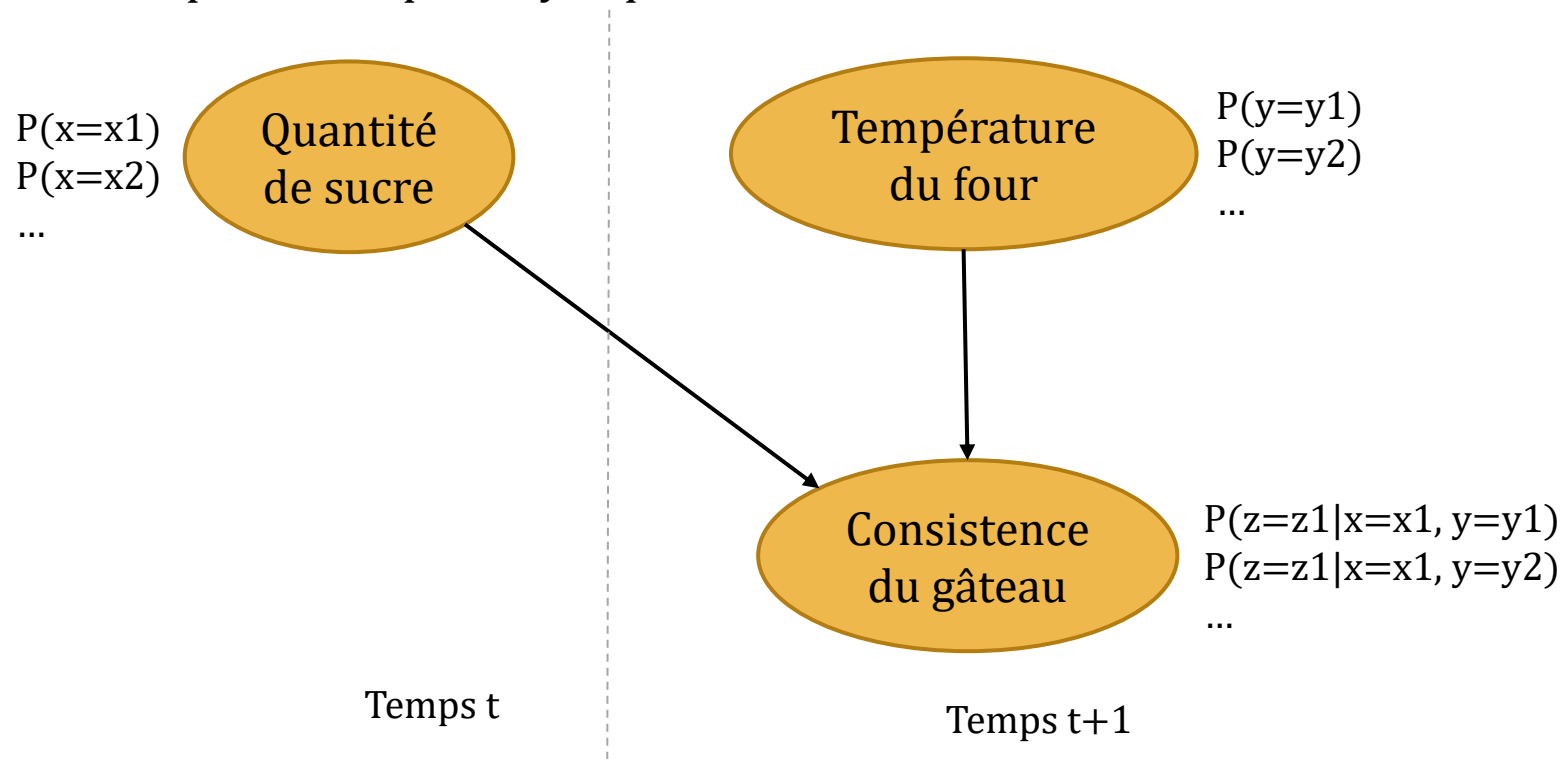 P(x=x1)
P(x=x2)
...
Quantité
de sucre
Température
du four
P(y=y1)
P(y=y2)
...
Consistence
du gâteau
P(z=z1|x=x1, y=y1)
P(z=z1|x=x1, y=y2)
...
Temps t
Temps t+1